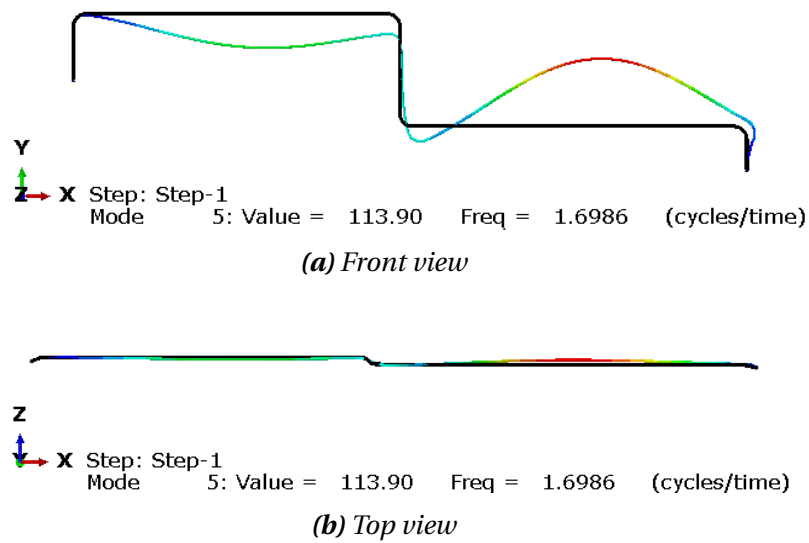 Y
Z X Step: Step-1
Mode 5: Value = 113.90 Freq = 1.6986 (cycles/time)
(a) Front view
Z
Y X Step: Step-1
Mode 5: Value = 113.90 Freq = 1.6986 (cycles/time)
(b) Top view